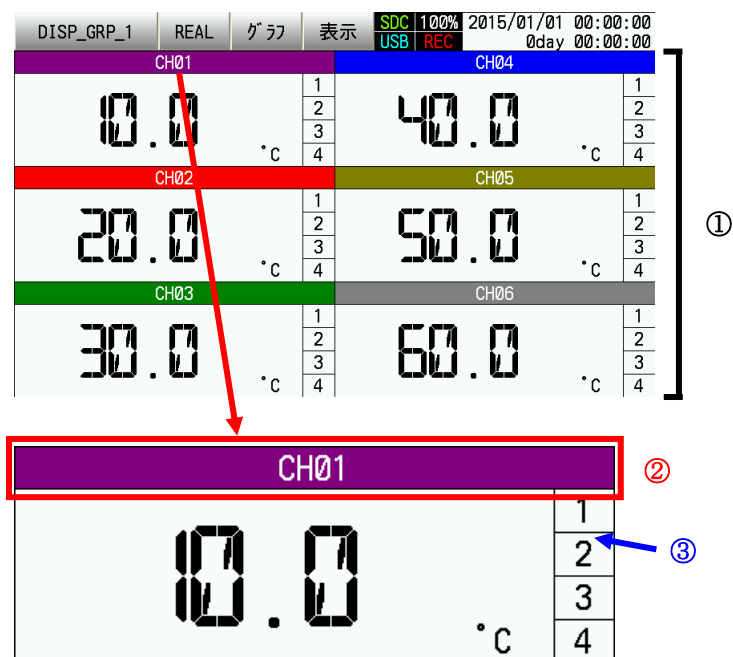 DISP_GRP_1 REAL グラフ 表示 SDC 100% 2015/01/01 00:00:00
USB REC 0day 00:00:00
CH01 CH04
10.0 °C 1 2 3 4
40.0 °C 1 2 3 4
CH02 CH05
20.0 °C 1 2 3 4
50.0 °C 1 2 3 4
①
CH03 CH06
30.0 °C 1 2 3 4
60.0 °C 1 2 3 4
CH01 ②
10.0 °C 1 2 3 4
③